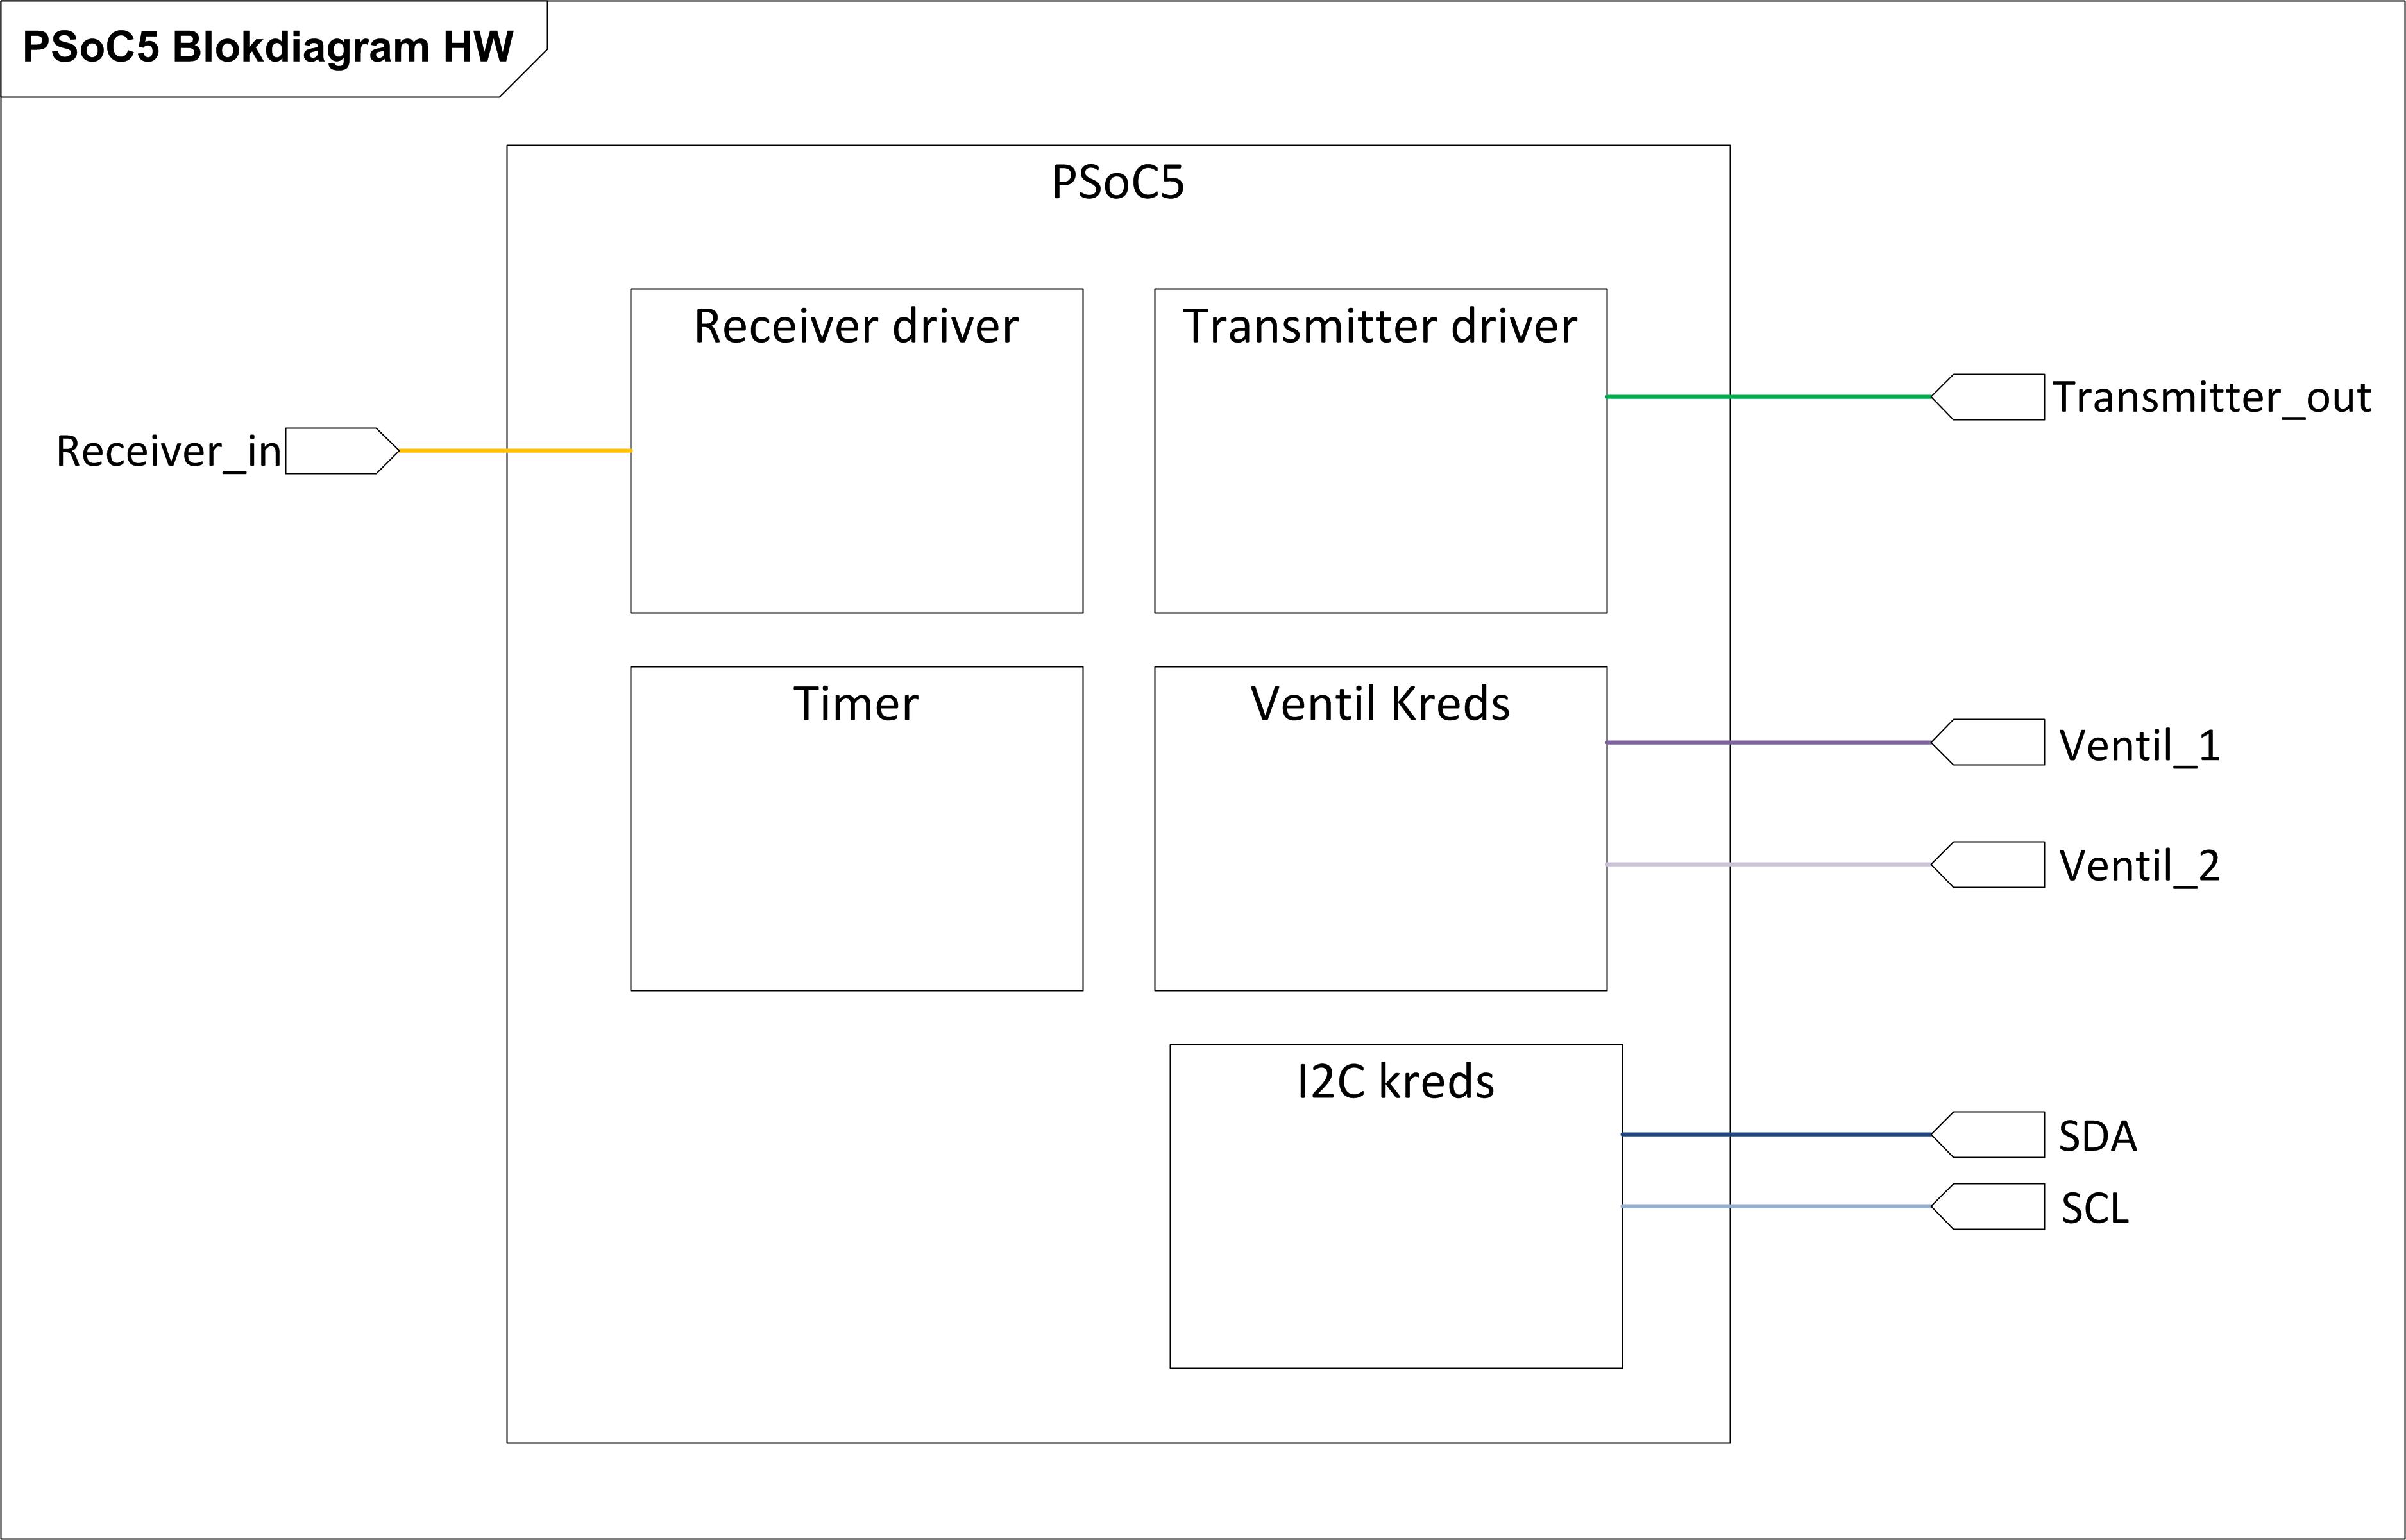 PSoC5 Blokdiagram HW
PSoC5
Receiver driver
Transmitter driver
Transmitter_out
Receiver_in
Timer
Ventil Kreds
Ventil_1
Ventil_2
I2C kreds
SDA
SCL